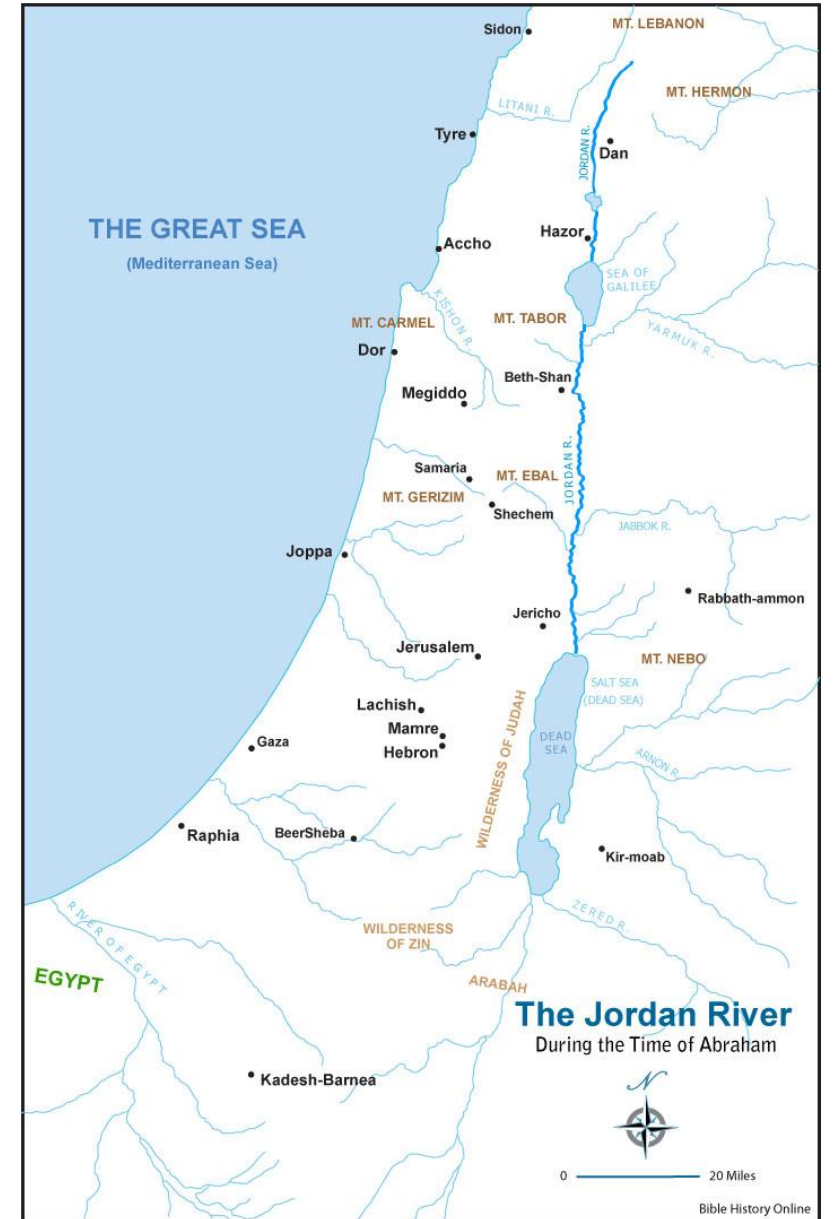 Sidon
MT. LEBANON
MT. HERMON
LITANI R.
Tyre
JORDAN R.
Dan
THE GREAT SEA
(Mediterranean Sea)
Hazor
Accho
SEA OF
GALILEE
KISHON R.
MT. CARMEL
MT. TABOR
YARMUK R.
Dor
Beth-Shan
Megiddo
JORDAN R.
Samaria
MT. EBAL
MT. GERIZIM
Shechem
JABBOK R.
Joppa
Rabbath-ammon
Jericho
Jerusalem
MT. NEBO
SALT SEA
(DEAD SEA)
Lachish
Mamre
Hebron
WILDERNESS OF JUDAH
DEAD
SEA
Gaza
ARNON R.
Raphia
BeerSheba
Kir-moab
RIVER OF EGYPT
WILDERNESS
OF ZIN
ZERED R.
EGYPT
ARABAH
The Jordan River
During the Time of Abraham
Kadesh-Barnea
N
0 20 Miles
Bible History Online